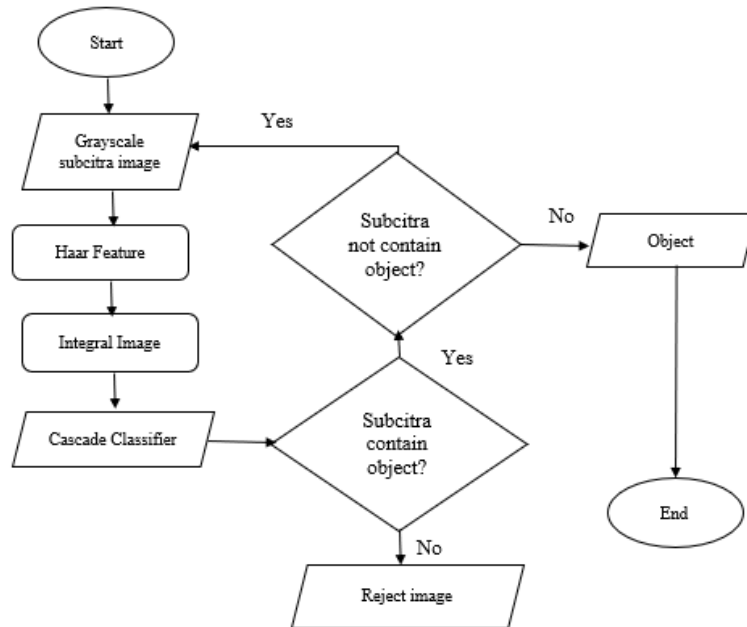 Start
Grayscale
subcitra image
Haar Feature
Integral Image
Cascade Classifier
Subcitra
contain
object?
No
Reject image
Yes
Subcitra
not contain
object?
Yes
No
Object
End